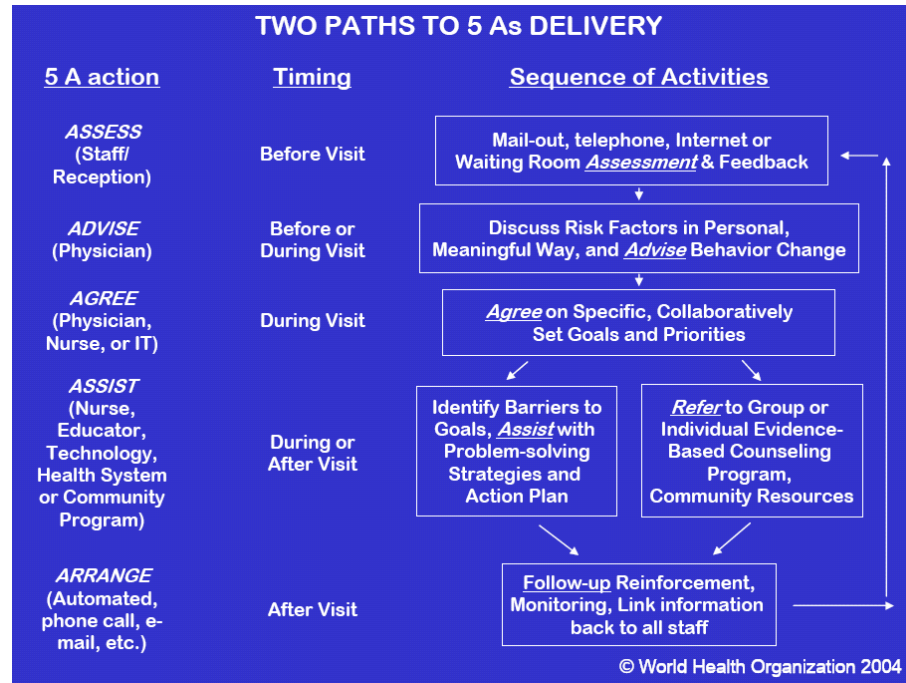 TWO PATHS TO 5 As DELIVERY
5 A action
Timing
Sequence of Activities
ASSESS
(Staff/
Reception)
Before Visit
Mail-out, telephone, Internet or
Waiting Room Assessment & Feedback
ADVISE
(Physician)
Before or
During Visit
Discuss Risk Factors in Personal,
Meaningful Way, and Advise Behavior Change
AGREE
(Physician,
Nurse, or IT)
During Visit
Agree on Specific, Collaboratively
Set Goals and Priorities
ASSIST
(Nurse,
Educator,
Technology,
Health System
or Community
Program)
During or
After Visit
Identify Barriers to
Goals, Assist with
Problem-solving
Strategies and
Action Plan
Refer to Group or
Individual Evidence-
Based Counseling
Program,
Community Resources
ARRANGE
(Automated,
phone call, e-
mail, etc.)
After Visit
Follow-up Reinforcement,
Monitoring, Link information
back to all staff
© World Health Organization 2004